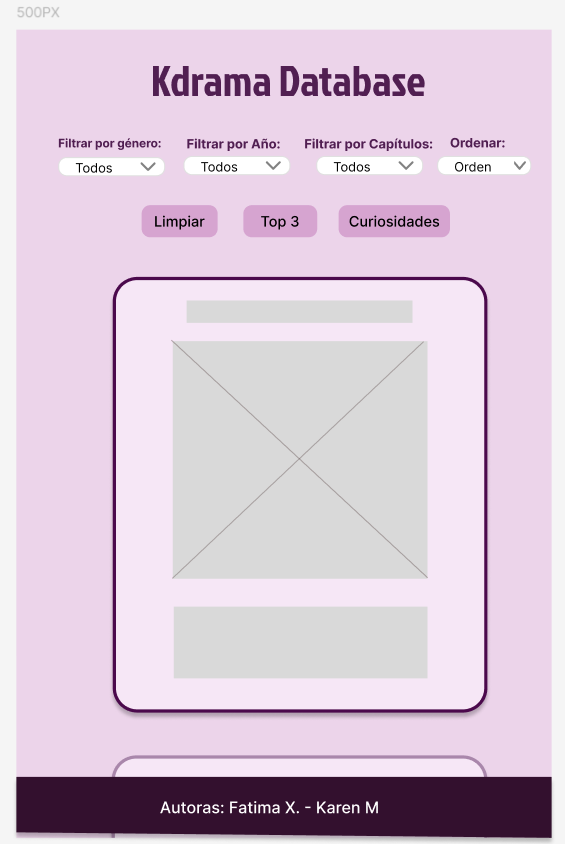 500PX
Kdrama Database
Filtrar por género: Filtrar por Año: Filtrar por Capítulos: Ordenar:
Todos Todos Todos Orden
Limpiar Top 3 Curiosidades
Autoras: Fatima X. - Karen M